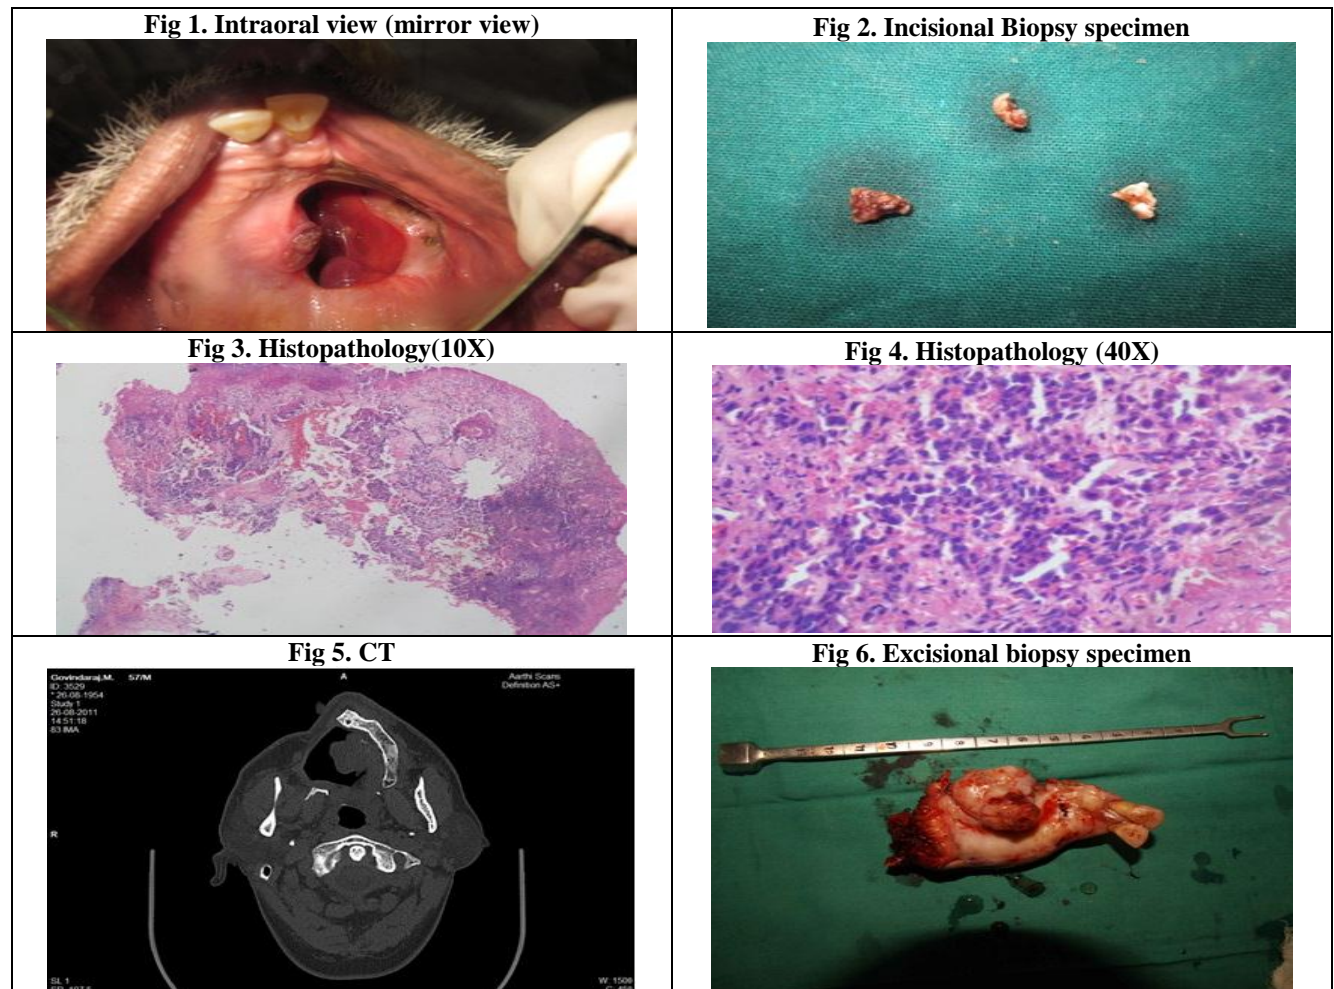 Fig 1. Intraoral view (mirror view)
Fig 2. Incisional Biopsy specimen
Fig 3. Histopathology(10X)
Fig 4. Histopathology (40X)
Fig 5. CT
Govindaraj.M. 57/M
ID: 3529
* 26-08-1954
Study 1
26-08-2011
14:51:18
83 IMA
A
Aarthi Scans
Definition AS+
R
SL 1
W: 1500
Fig 6. Excisional biopsy specimen